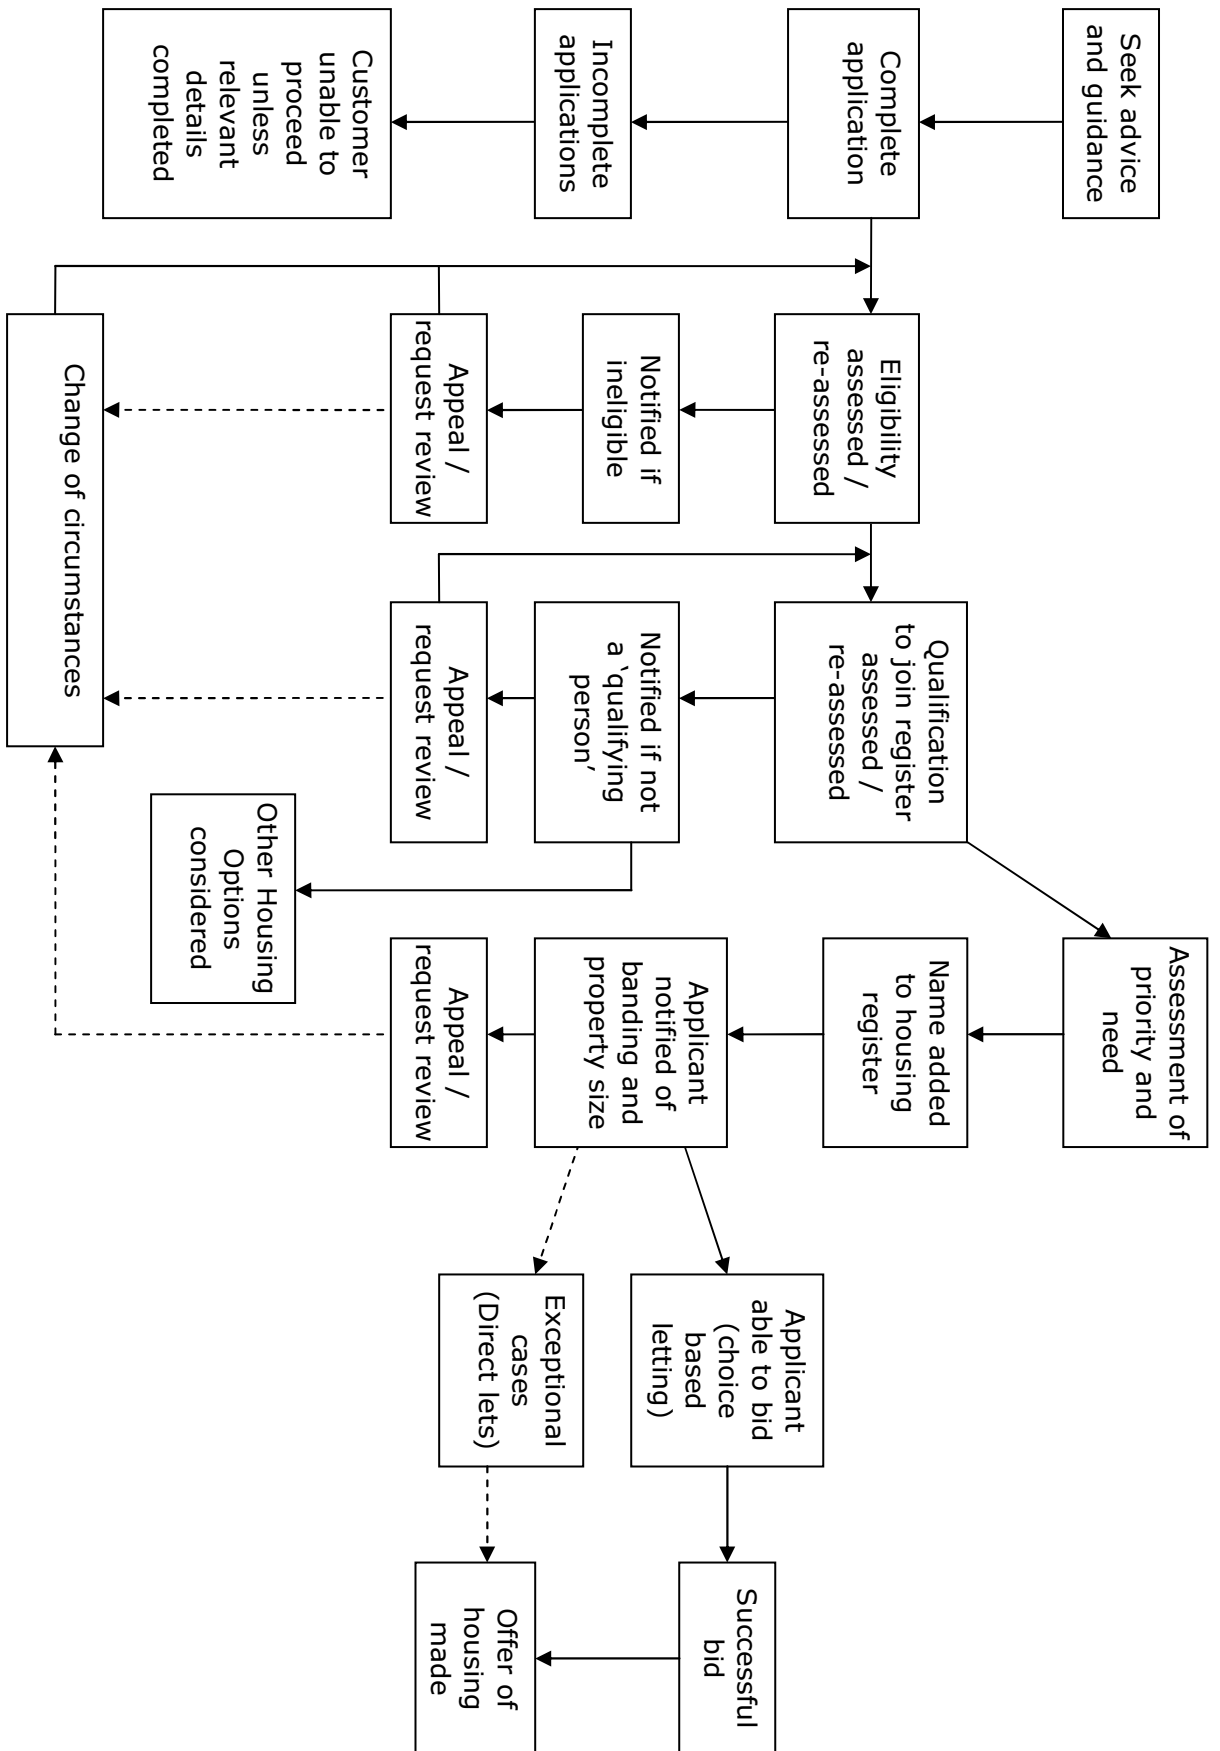 Seek advice
and guidance
Complete
application
Incomplete
applications
Customer
unable to
proceed
unless
relevant
details
completed
Eligibility
assessed /
re-assessed
Notified if
ineligible
Appeal /
request review
Change of circumstances
Qualification
to join register
assessed /
re-assessed
Notified if not
a ‘qualifying
person’
Appeal /
request review
Other Housing
Options
considered
Assessment of
priority and
need
Name added
to housing
register
Applicant
notified of
banding and
property size
Appeal /
request review
Applicant
able to bid
(choice
based
letting)
Exceptional
cases
(Direct lets)
Successful
bid
Offer of
housing
made